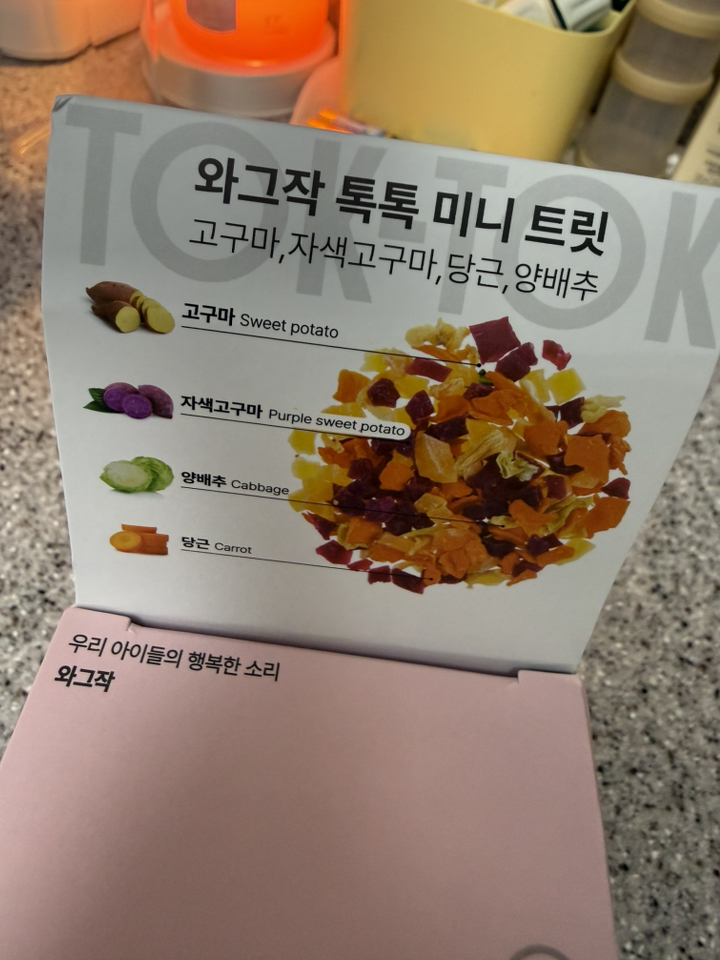 TOK-TOK
와그작 톡톡 미니 트릿
고구마,자색고구마,당근,양배추
고구마 Sweet potato
자색고구마 Purple sweet potato
양배추 Cabbage
당근 Carrot
우리 아이들의 행복한 소리
와그작